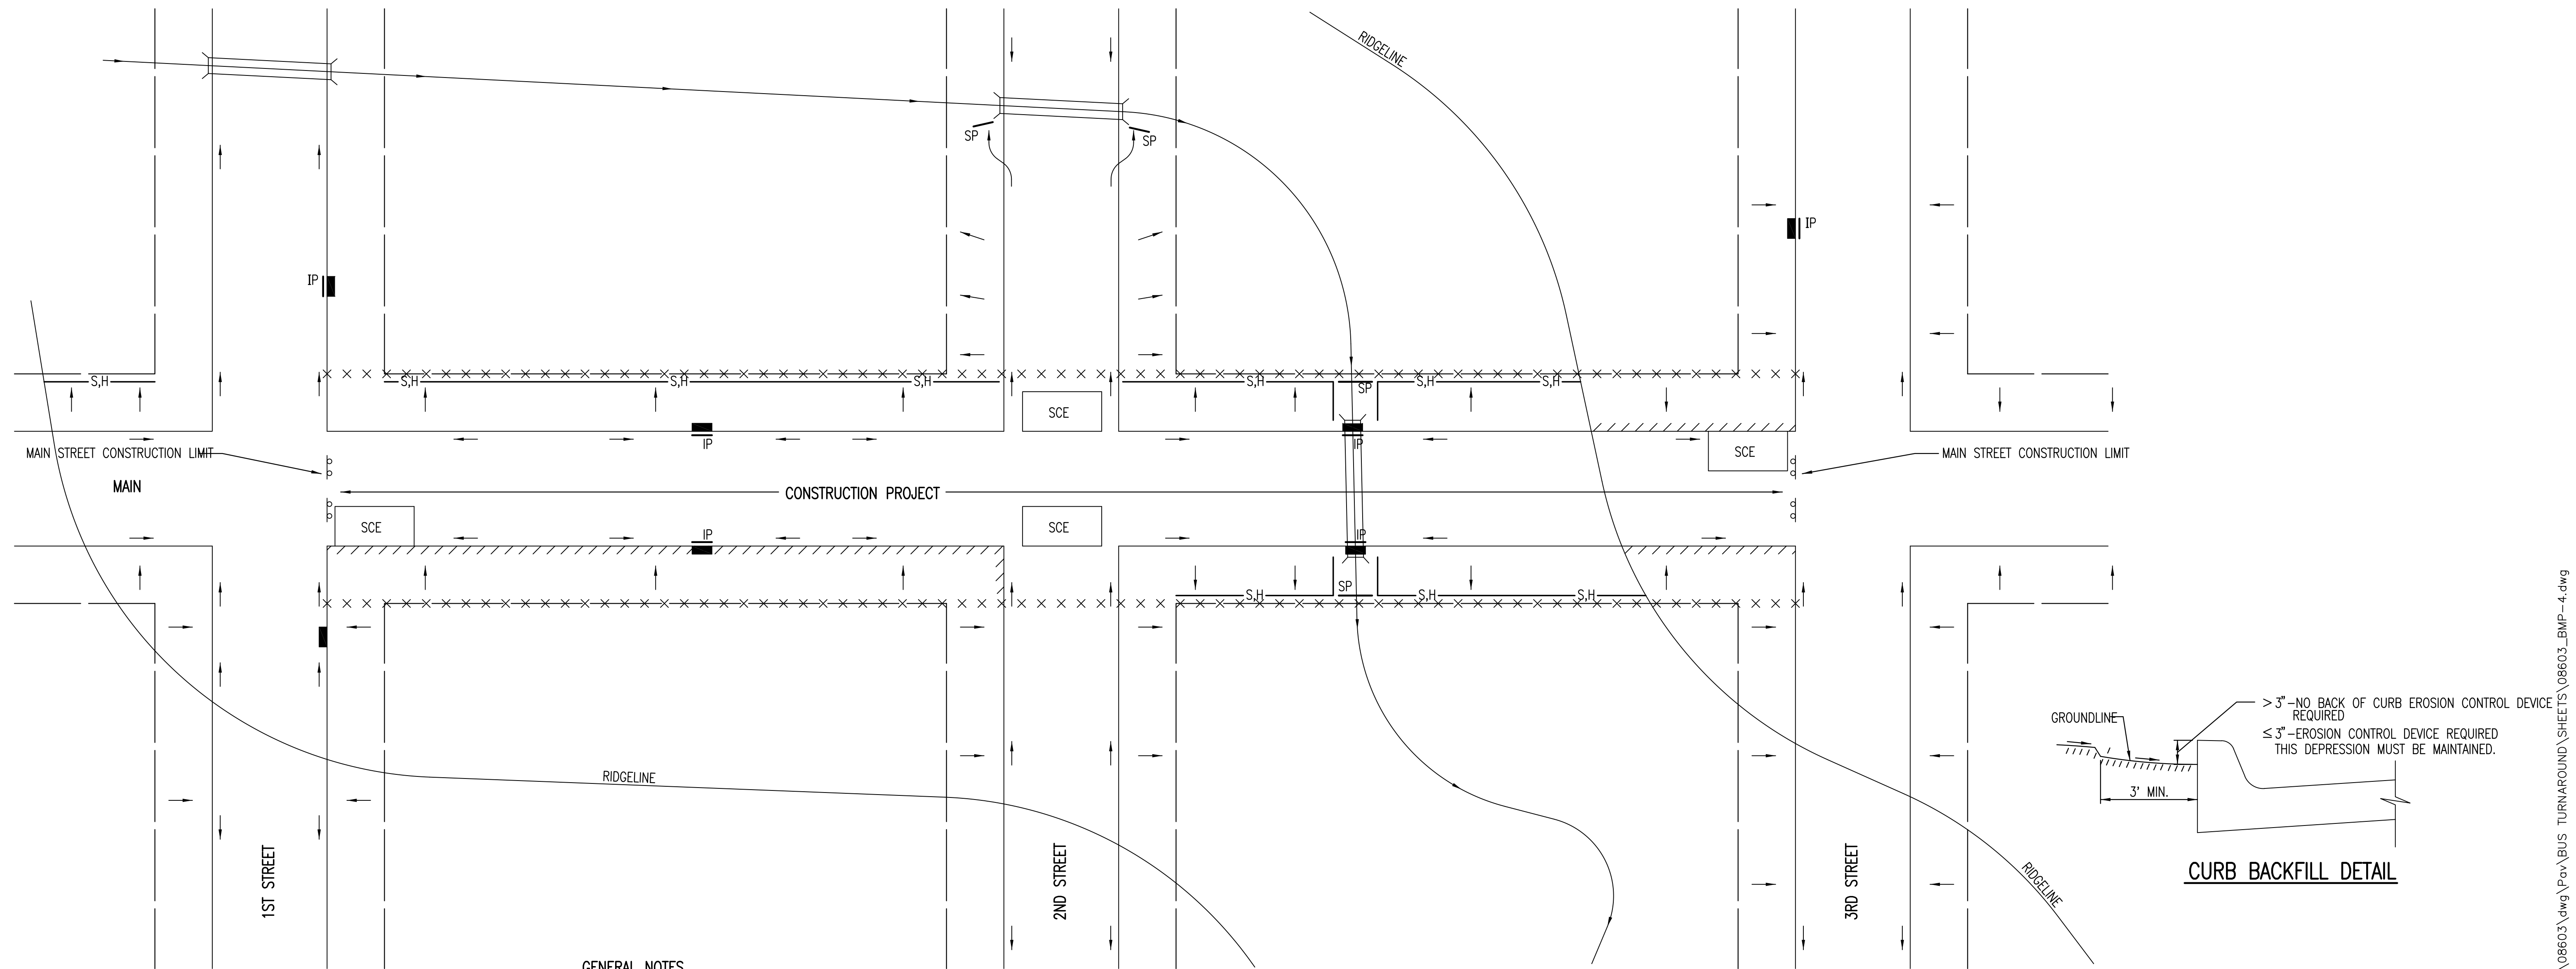 RIDGELINE
SP
SP
IP
IP
S,H
S,H
S,H
S,H
S,H
SP
S,H
S,H
SCE
IP
IP
SCE
MAIN STREET CONSTRUCTION LIMIT
MAIN STREET CONSTRUCTION LIMIT
MAIN
CONSTRUCTION PROJECT
SCE
SCE
IP
IP
SP
S,H
S,H
S,H
RIDGELINE
GROUNDLINE
> 3"-NO BACK OF CURB EROSION CONTROL DEVICE
REQUIRED
≤ 3"-EROSION CONTROL DEVICE REQUIRED
THIS DEPRESSION MUST BE MAINTAINED.
3' MIN.
CURB BACKFILL DETAIL
1ST STREET
2ND STREET
3RD STREET
RIDGELINE
GENERAL NOTES
\08603\dwg\Pav\BUS TURNAROUND\SHEETS\08603_BMP-4.dwg